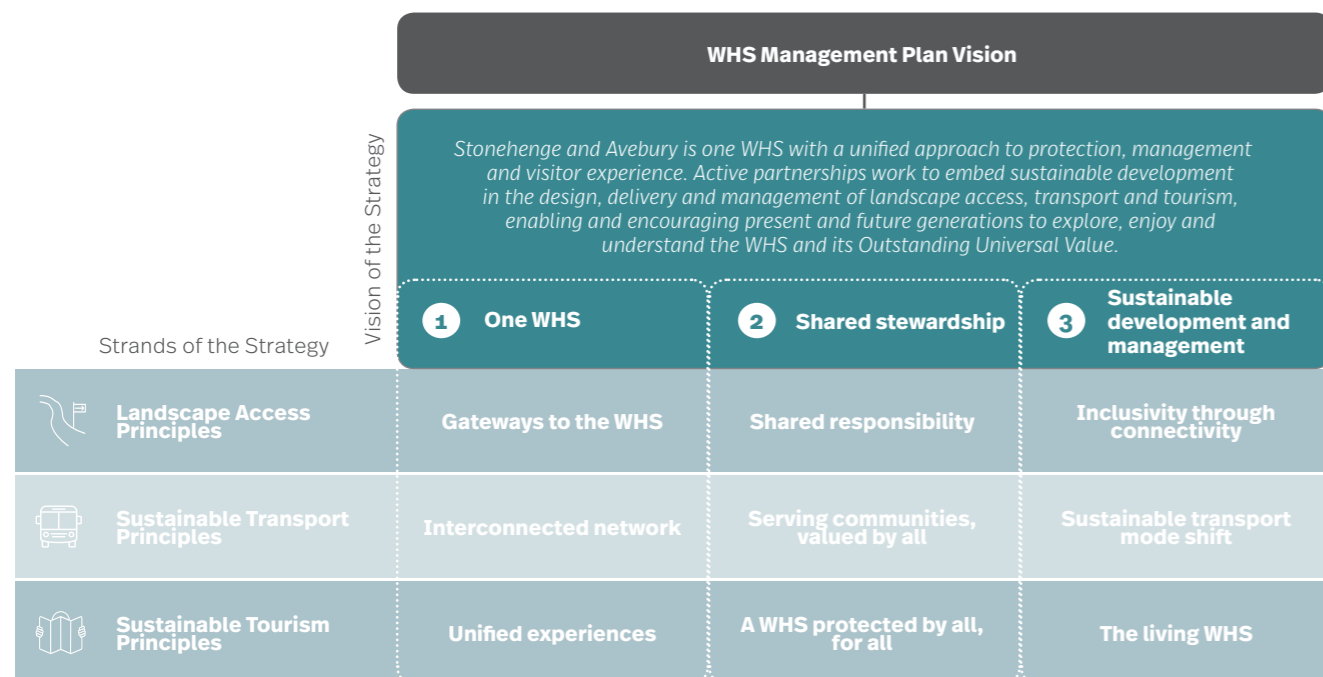 WHS Management Plan Vision
Vision of the Strategy
Stonehenge and Avebury is one WHS with a unified approach to protection, management
and visitor experience. Active partnerships work to embed sustainable development
in the design, delivery and management of landscape access, transport and tourism,
enabling and encouraging present and future generations to explore, enjoy and
understand the WHS and its Outstanding Universal Value.
Strands of the Strategy
1 One WHS
2 Shared stewardship
3 Sustainable
development and
management
Landscape Access
Principles
Gateways to the WHS
Shared responsibility
Inclusivity through
connectivity
Sustainable Transport
Principles
Interconnected network
Serving communities,
valued by all
Sustainable transport
mode shift
Sustainable Tourism
Principles
Unified experiences
A WHS protected by all,
for all
The living WHS